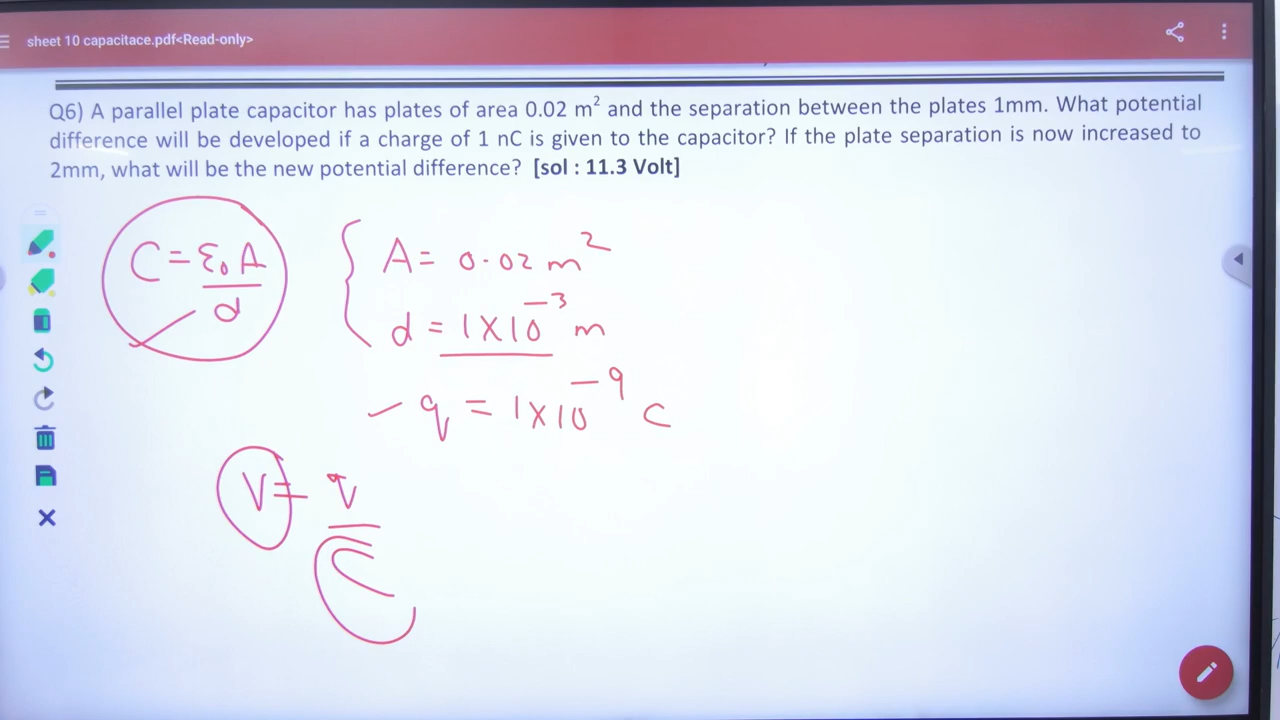 sheet 10 capacitace.pdf<Read-only>
Q6) A parallel plate capacitor has plates of area 0.02 m² and the separation between the plates 1mm. What potential
difference will be developed if a charge of 1 nC is given to the capacitor? If the plate separation is now increased to
2mm, what will be the new potential difference? [sol : 11.3 Volt]
C = ε₀ A / d
A = 0.02 m²
d = 1 X 10⁻³ m
q = 1 X 10⁻⁹ C
V = q / C